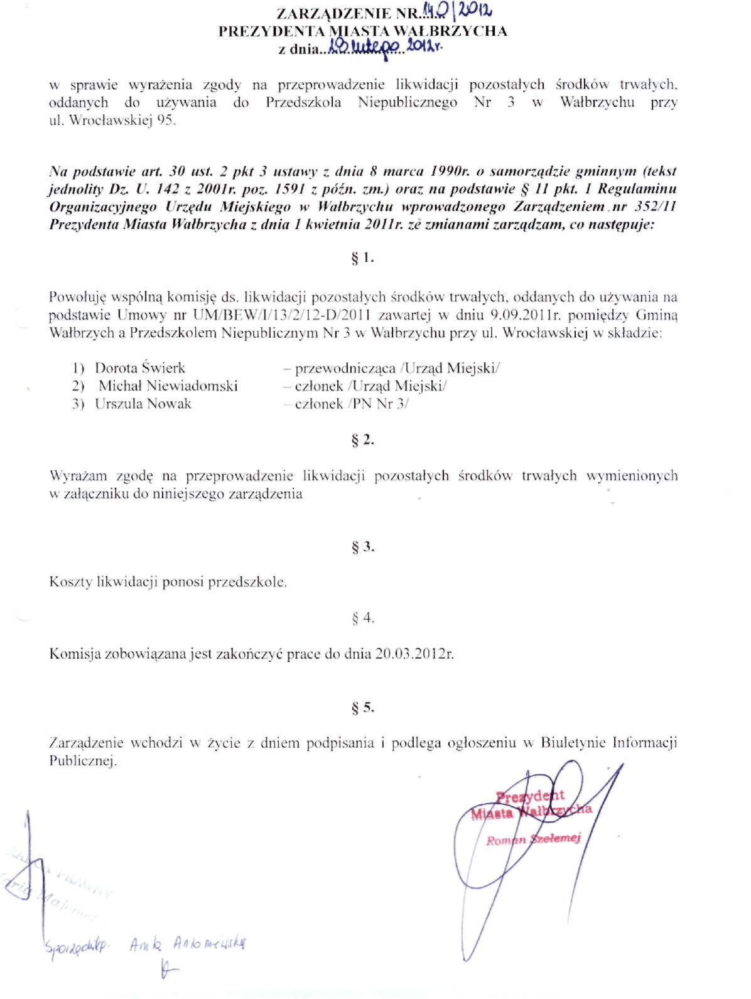 ZARZĄDZENIE NR...140/2012
PREZYDENTA MIASTA WAŁBRZYCHA
z dnia...28 lutego 2012r.
w sprawie wyrażenia zgody na przeprowadzenie likwidacji pozostałych środków trwałych,
oddanych do używania do Przedszkola Niepublicznego Nr 3 w Wałbrzychu przy
ul. Wrocławskiej 95.
Na podstawie art. 30 ust. 2 pkt 3 ustawy z dnia 8 marca 1990r. o samorządzie gminnym (tekst
jednolity Dz. U. 142 z 2001r. poz. 1591 z późn. zm.) oraz na podstawie § 11 pkt. 1 Regulaminu
Organizacyjnego Urzędu Miejskiego w Wałbrzychu wprowadzonego Zarządzeniem nr 352/11
Prezydenta Miasta Wałbrzycha z dnia 1 kwietnia 2011r. ze zmianami zarządzam, co następuje:
§ 1.
Powołuję wspólną komisję ds. likwidacji pozostałych środków trwałych, oddanych do używania na
podstawie Umowy nr UM/BEW/I/13/2/12-D/2011 zawartej w dniu 9.09.2011r. pomiędzy Gminą
Wałbrzych a Przedszkolem Niepublicznym Nr 3 w Wałbrzychu przy ul. Wrocławskiej w składzie:
1) Dorota Świerk – przewodnicząca /Urząd Miejski/
2) Michał Niewiadomski – członek /Urząd Miejski/
3) Urszula Nowak – członek /PN Nr 3/
§ 2.
Wyrażam zgodę na przeprowadzenie likwidacji pozostałych środków trwałych wymienionych
w załączniku do niniejszego zarządzenia
§ 3.
Koszty likwidacji ponosi przedszkole.
§ 4.
Komisja zobowiązana jest zakończyć prace do dnia 20.03.2012r.
§ 5.
Zarządzenie wchodzi w życie z dniem podpisania i podlega ogłoszeniu w Biuletynie Informacji
Publicznej.
Prezydent
Miasta Wałbrzycha
Roman Szełemej
RADCA PRAWNY